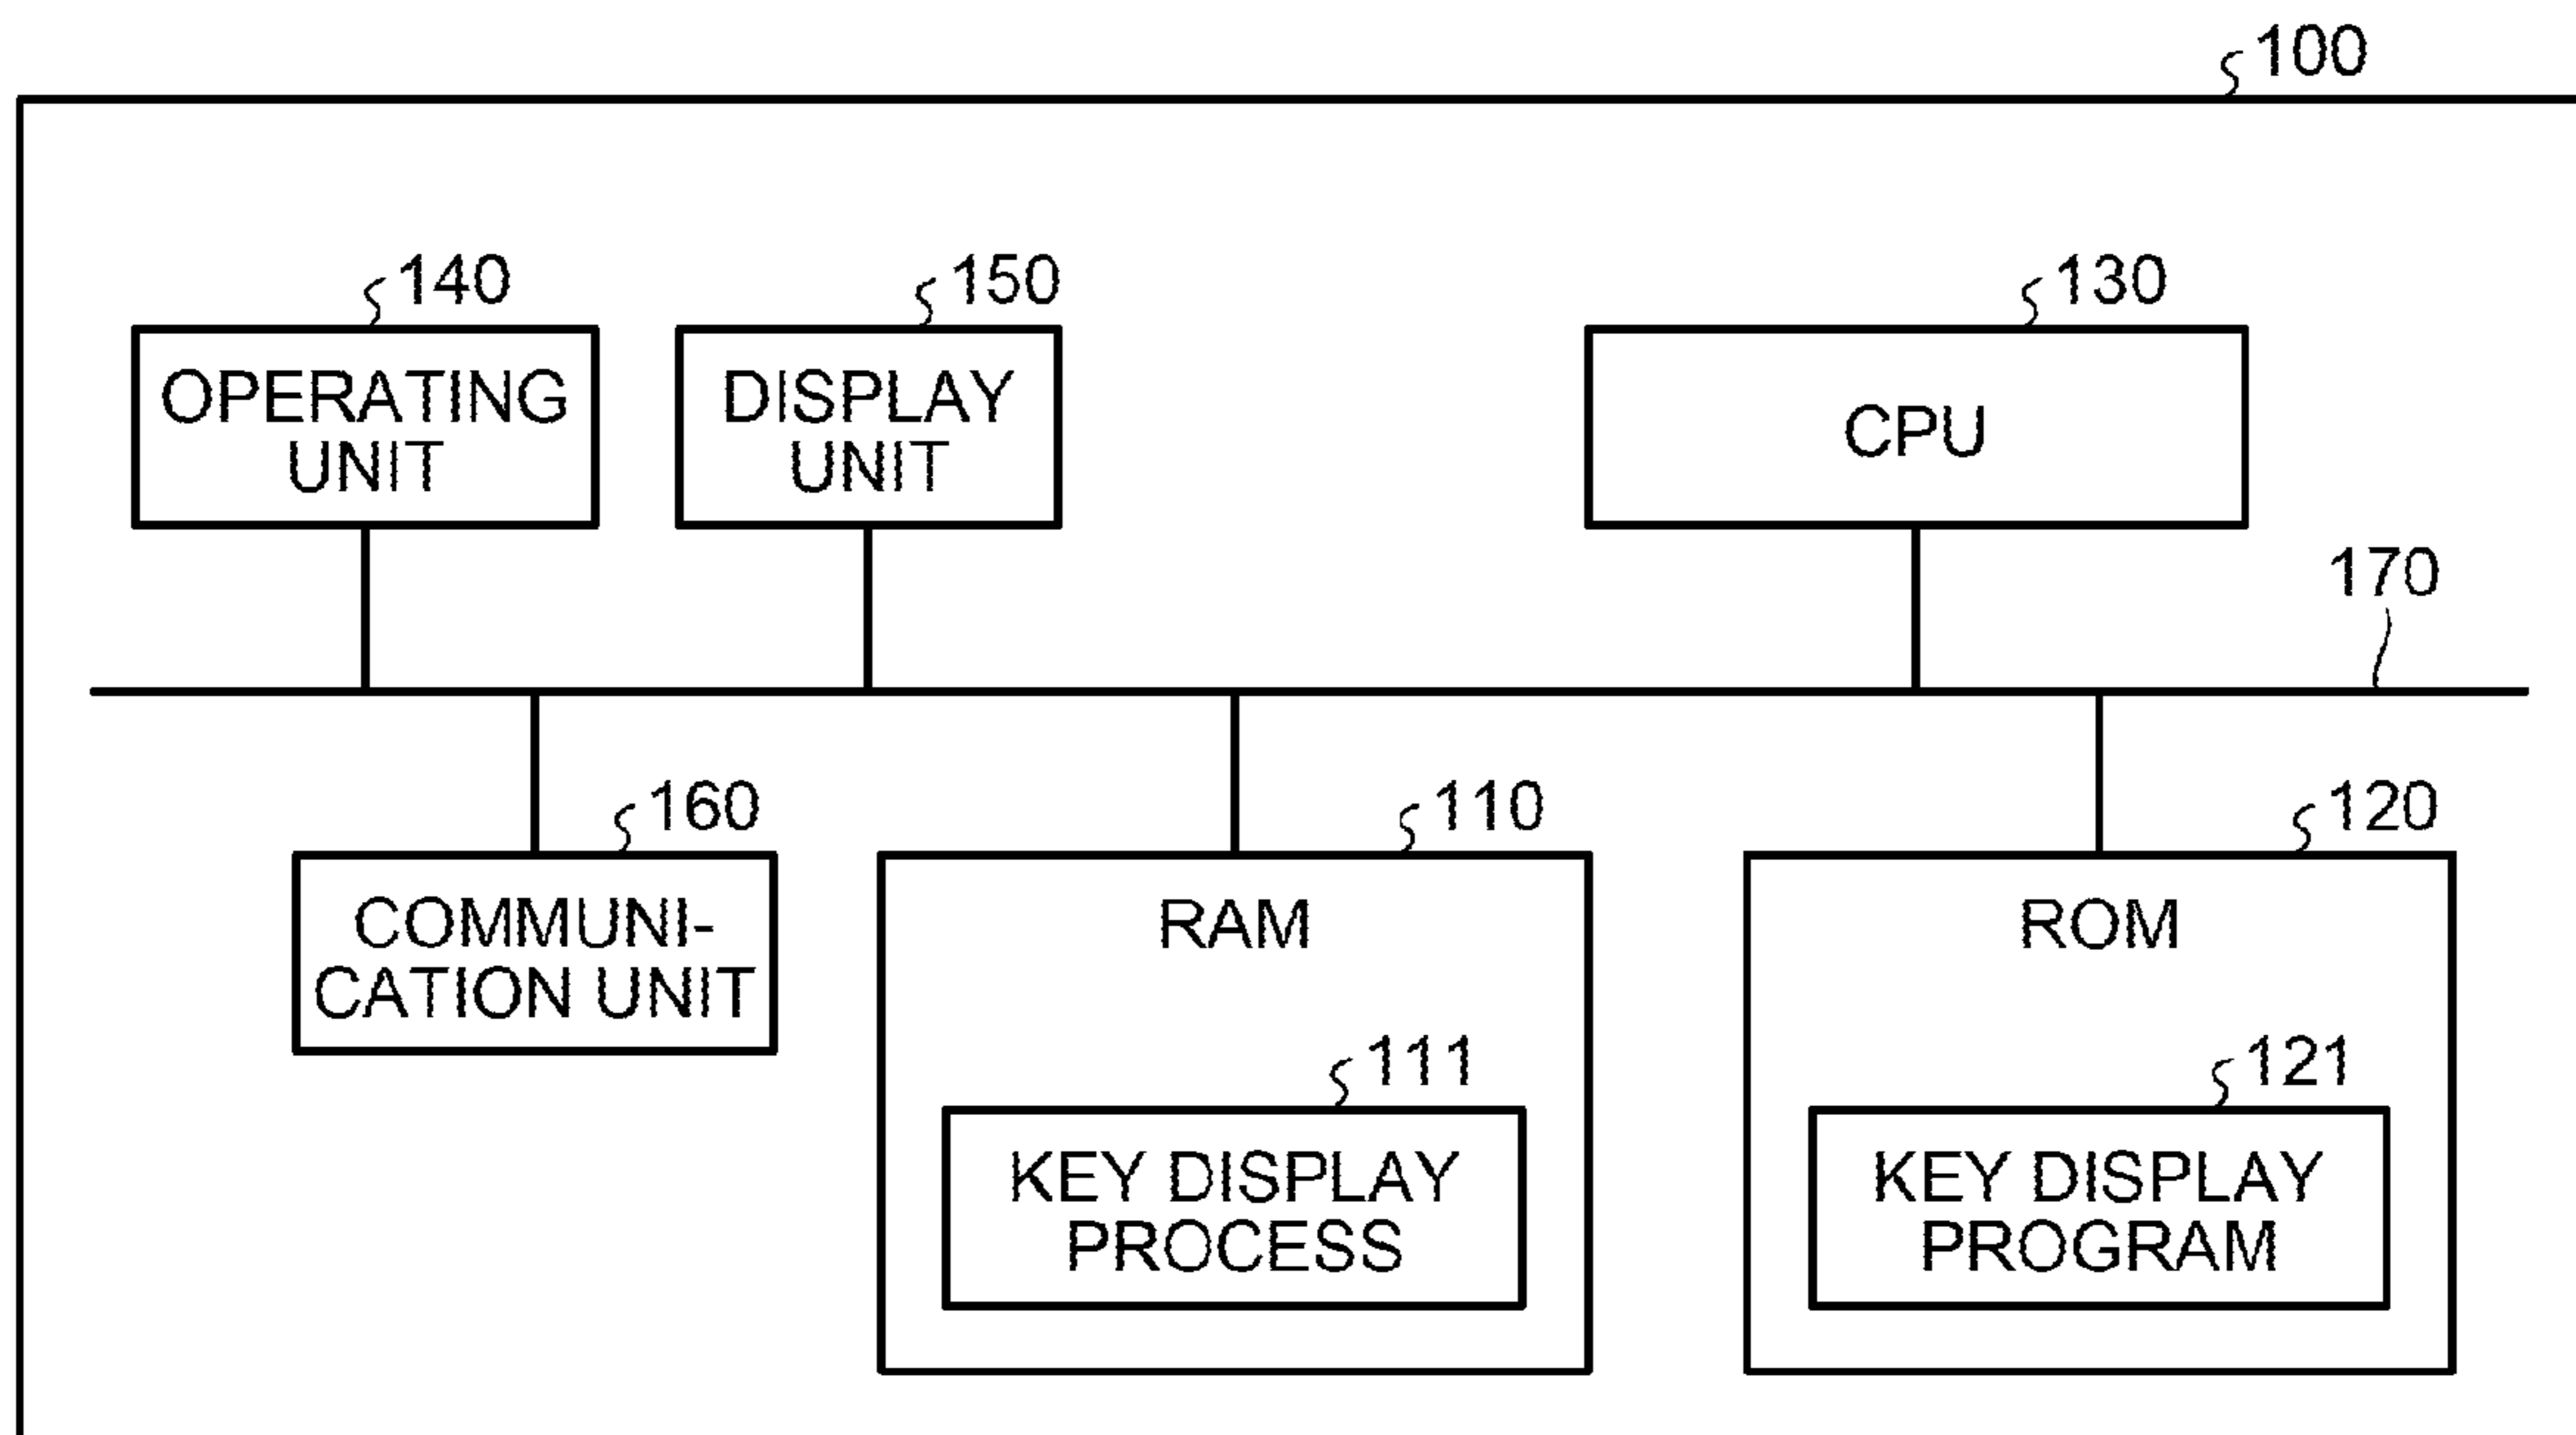 100
140
150
130
OPERATING
UNIT
DISPLAY
UNIT
CPU
170
160
110
120
COMMUNI-
CATION UNIT
RAM
ROM
111
121
KEY DISPLAY
PROCESS
KEY DISPLAY
PROGRAM